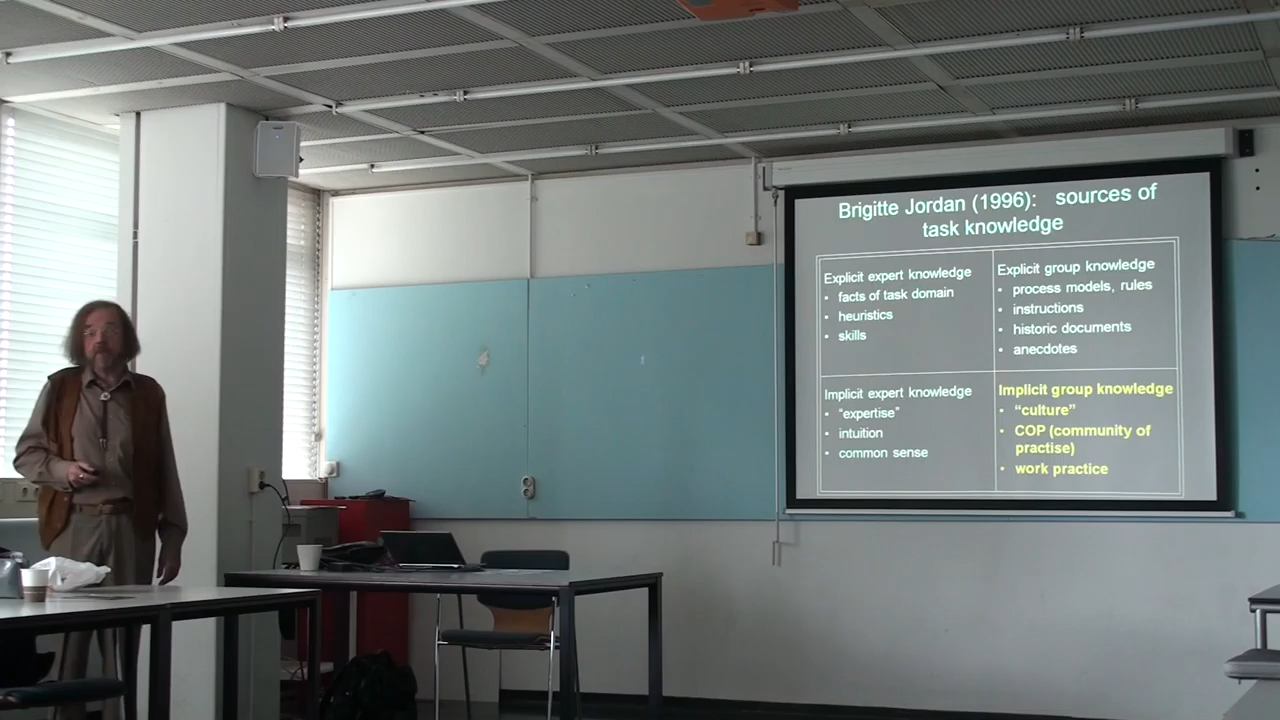 Brigitte Jordan (1996): sources of
task knowledge
Explicit expert knowledge
• facts of task domain
• heuristics
• skills
Explicit group knowledge
• process models, rules
• instructions
• historic documents
• anecdotes
Implicit expert knowledge
• “expertise”
• intuition
• common sense
Implicit group knowledge
• “culture”
• COP (community of
practise)
• work practice